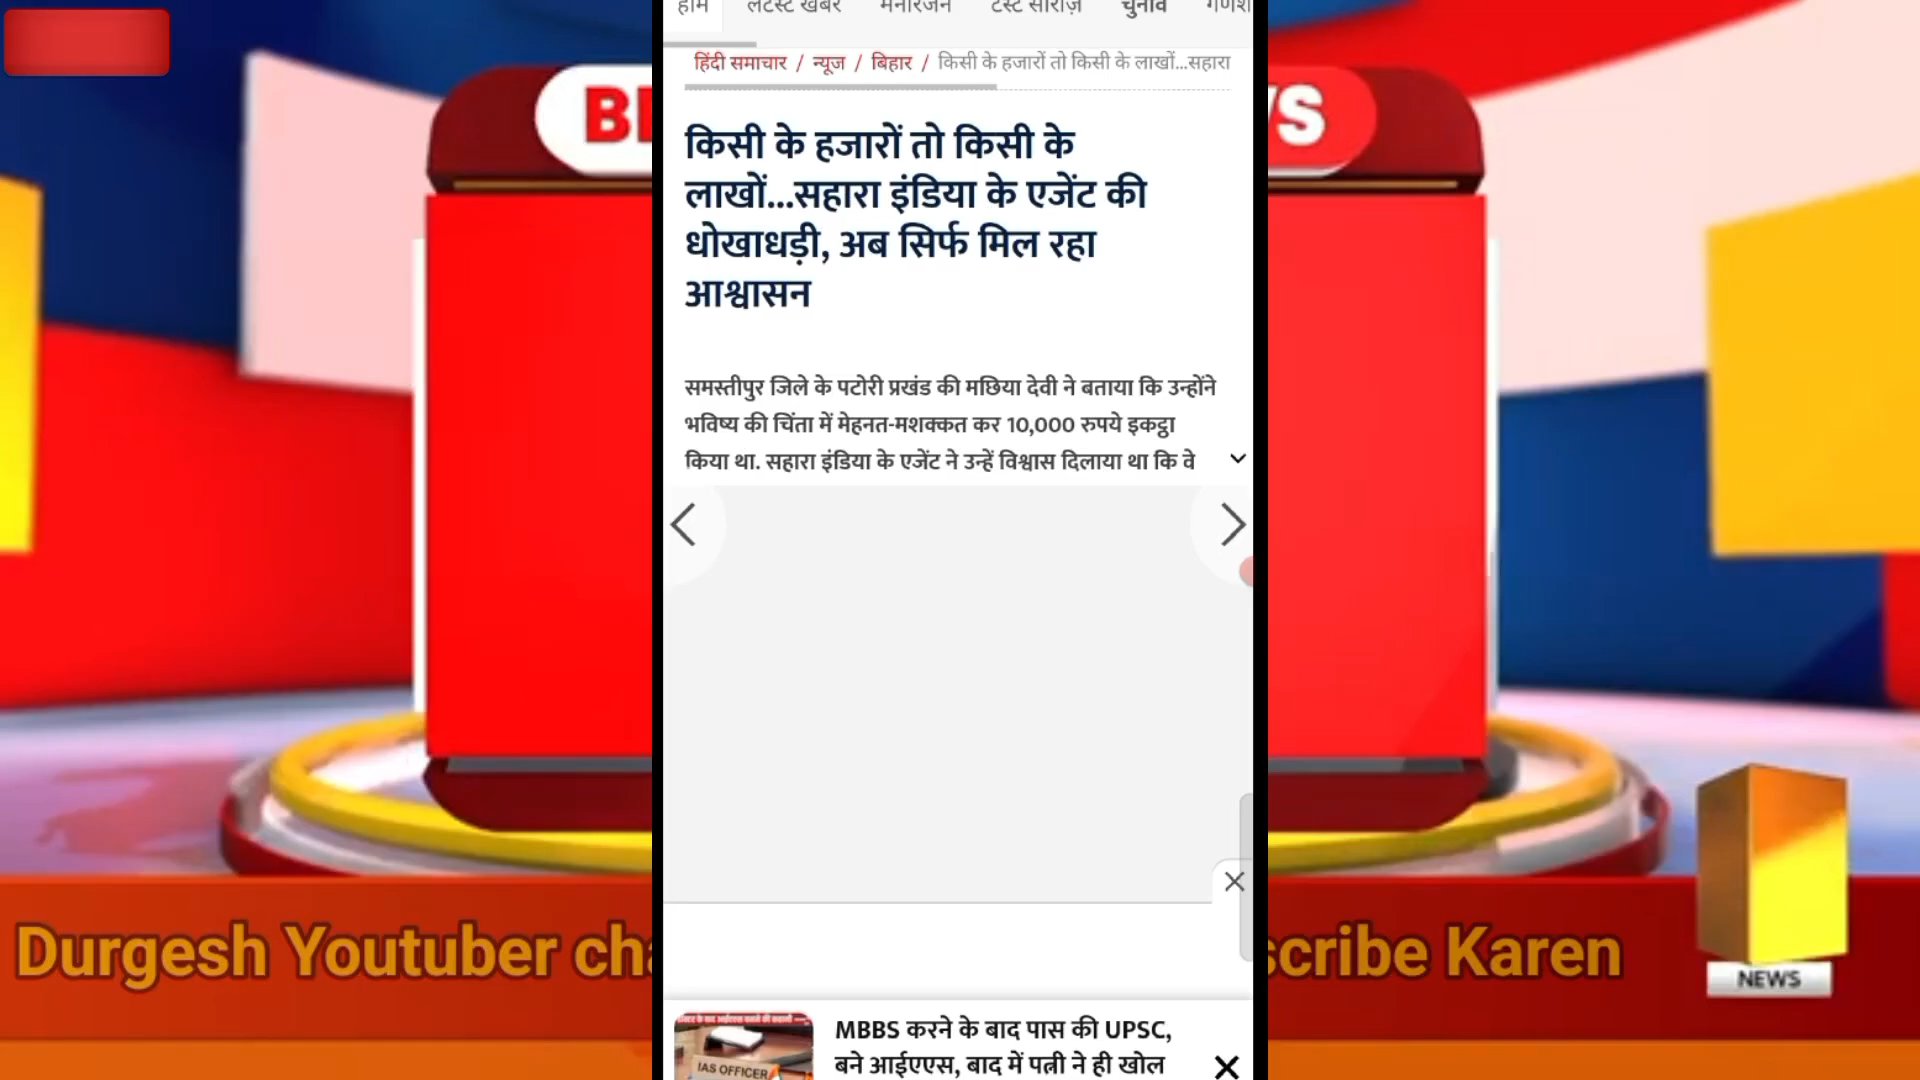 होम लेटेस्ट खबरें मनोरंजन टेस्ट सीरीज़ चुनाव
हिंदी समाचार / न्यूज / बिहार / किसी के हजारों तो किसी के लाखों...सहारा
किसी के हजारों तो किसी के
लाखों...सहारा इंडिया के एजेंट की
धोखाधड़ी, अब सिर्फ मिल रहा
आश्वासन
समस्तीपुर जिले के पटोरी प्रखंड की मछिया देवी ने बताया कि उन्होंने
भविष्य की चिंता में मेहनत-मशक्कत कर 10,000 रुपये इकट्ठा
किया था. सहारा इंडिया के एजेंट ने उन्हें विश्वास दिलाया था कि वे
Durgesh Youtuber
Karen
NEWS
MBBS करने के बाद पास की UPSC,
बने आईएएस, बाद में पत्नी ने ही खोल
IAS OFFICER